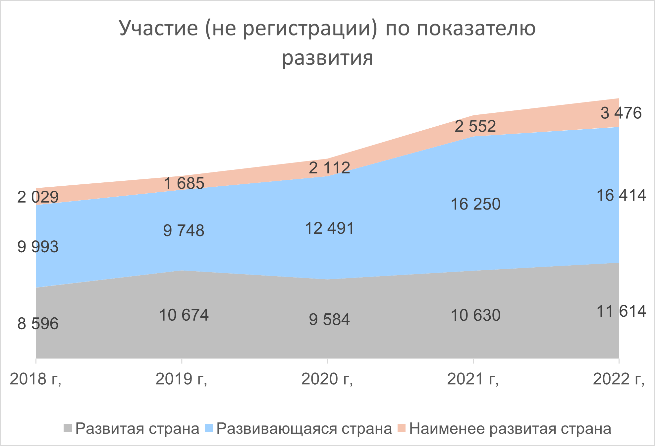 Участие (не регистрации) по показателю
развития
2 029
1 685
2 112
2 552
3 476
9 993
9 748
12 491
16 250
16 414
8 596
10 674
9 584
10 630
11 614
2018 г,
2019 г,
2020 г,
2021 г,
2022 г,
Развитая страна
Развивающаяся страна
Наименее развитая страна